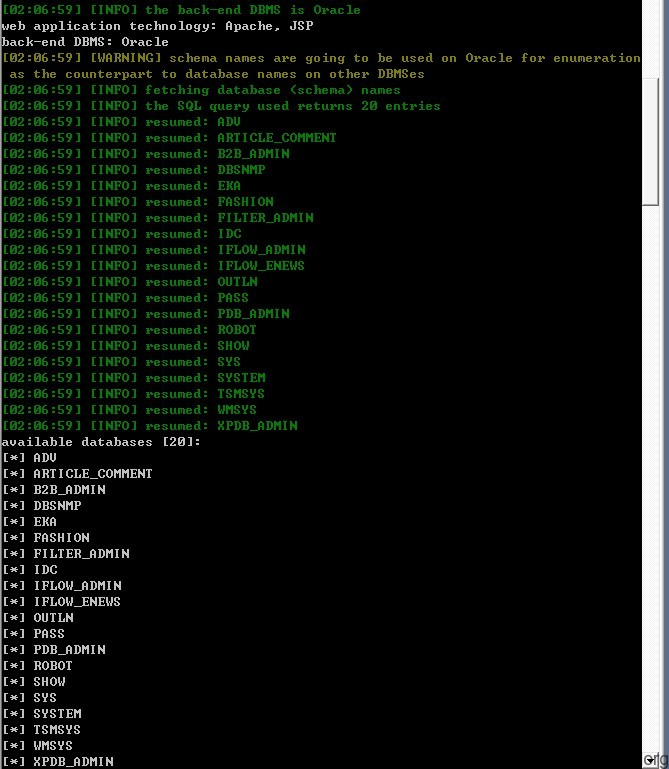 [02:06:59] [INFO] the back-end DBMS is Oracle
web application technology: Apache, JSP
back-end DBMS: Oracle
[02:06:59] [WARNING] schema names are going to be used on Oracle for enumeration
as the counterpart to database names on other DBMSes
[02:06:59] [INFO] fetching database (schema) names
[02:06:59] [INFO] the SQL query used returns 20 entries
[02:06:59] [INFO] resumed: ADV
[02:06:59] [INFO] resumed: ARTICLE_COMMENT
[02:06:59] [INFO] resumed: B2B_ADMIN
[02:06:59] [INFO] resumed: DBSNMP
[02:06:59] [INFO] resumed: EKA
[02:06:59] [INFO] resumed: FASHION
[02:06:59] [INFO] resumed: FILTER_ADMIN
[02:06:59] [INFO] resumed: IDC
[02:06:59] [INFO] resumed: IFLOW_ADMIN
[02:06:59] [INFO] resumed: IFLOW_ENEWS
[02:06:59] [INFO] resumed: OUTLN
[02:06:59] [INFO] resumed: PASS
[02:06:59] [INFO] resumed: PDB_ADMIN
[02:06:59] [INFO] resumed: ROBOT
[02:06:59] [INFO] resumed: SHOW
[02:06:59] [INFO] resumed: SYS
[02:06:59] [INFO] resumed: SYSTEM
[02:06:59] [INFO] resumed: TSMSYS
[02:06:59] [INFO] resumed: WMSYS
[02:06:59] [INFO] resumed: XPDB_ADMIN
available databases [20]:
[*] ADV
[*] ARTICLE_COMMENT
[*] B2B_ADMIN
[*] DBSNMP
[*] EKA
[*] FASHION
[*] FILTER_ADMIN
[*] IDC
[*] IFLOW_ADMIN
[*] IFLOW_ENEWS
[*] OUTLN
[*] PASS
[*] PDB_ADMIN
[*] ROBOT
[*] SHOW
[*] SYS
[*] SYSTEM
[*] TSMSYS
[*] WMSYS
[*] XPDB_ADMIN